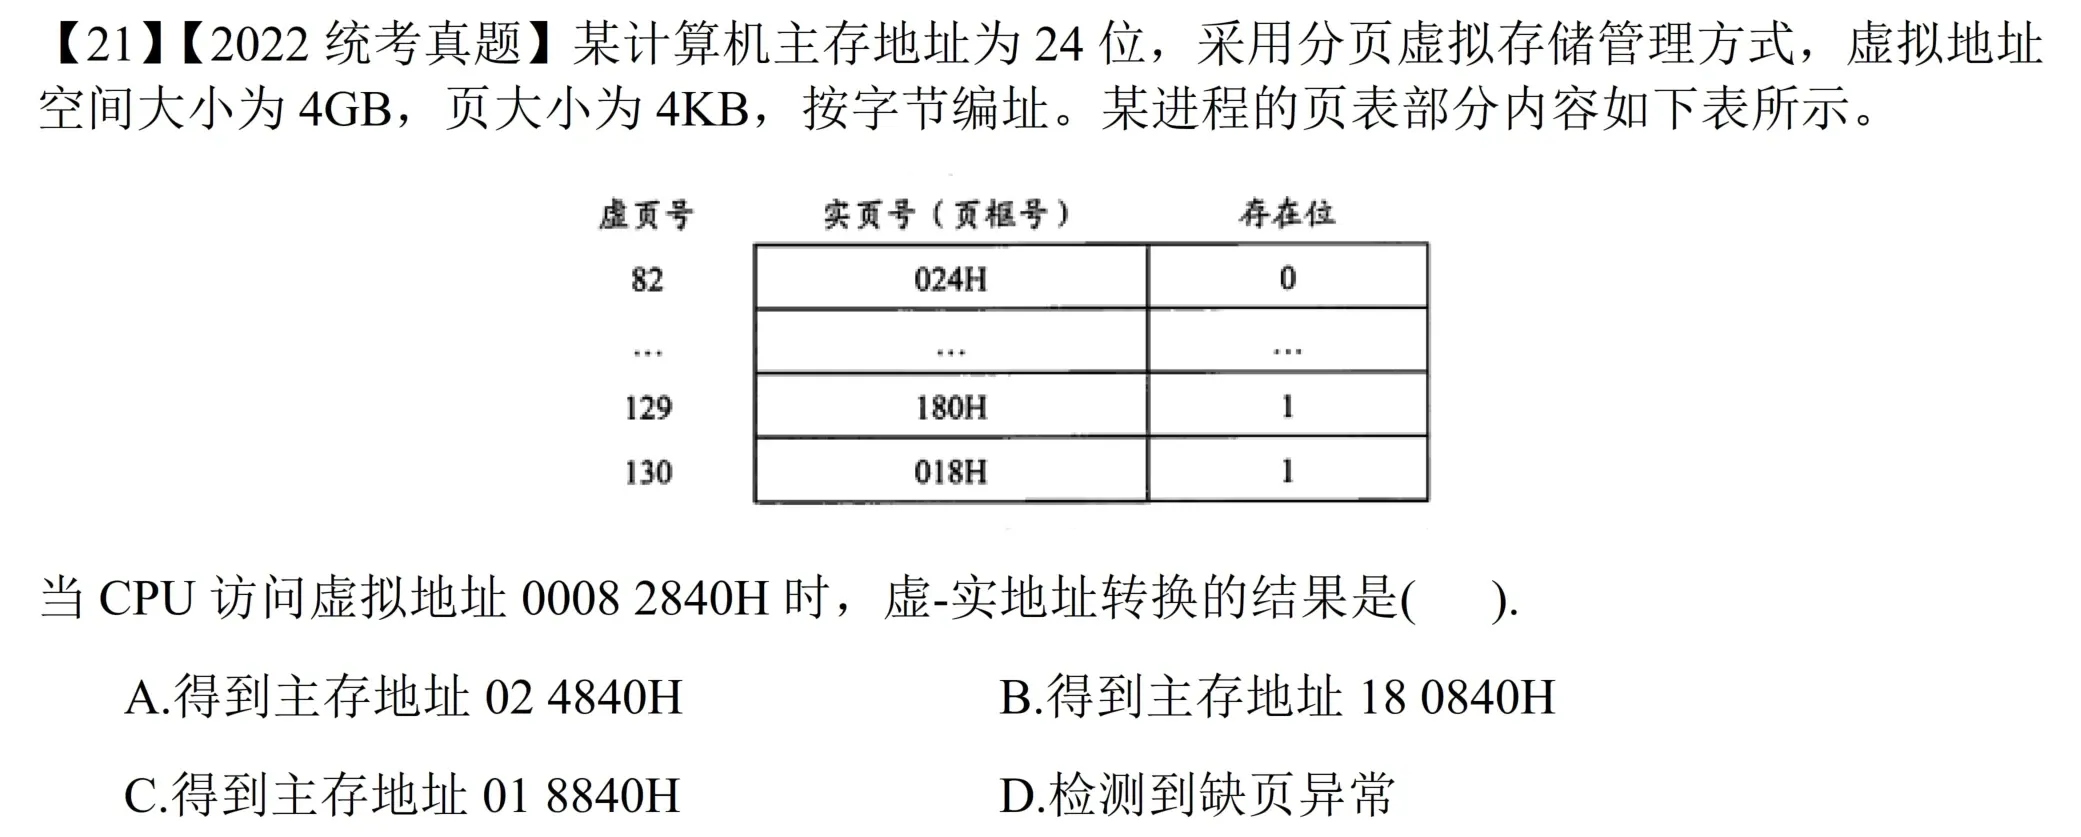 【21】【2022 统考真题】某计算机主存地址为 24 位，采用分页虚拟存储管理方式，虚拟地址
空间大小为 4GB，页大小为 4KB，按字节编址。某进程的页表部分内容如下表所示。
虚页号 实页号（页框号） 存在位
82 024H 0
... ... ...
129 180H 1
130 018H 1
当 CPU 访问虚拟地址 0008 2840H 时，虚-实地址转换的结果是( ).
A.得到主存地址 02 4840H B.得到主存地址 18 0840H
C.得到主存地址 01 8840H D.检测到缺页异常